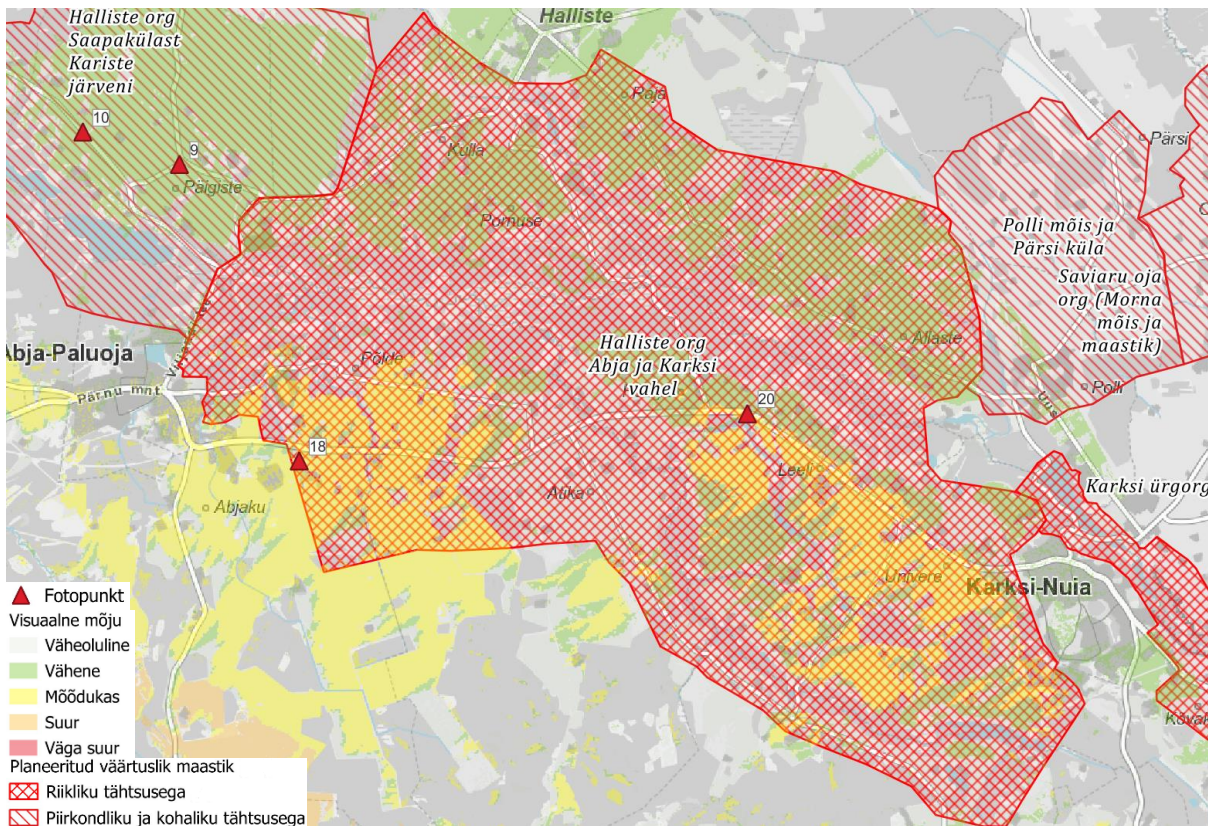 Halliste org
Saapakülast
Kariste
järveni
Halliste
10
9
Päigiste
Raja
Kulla
Pornuse
Pärsi
Polli mõis ja
Pärsi küla
Saviaru oja
org (Morna
mõis ja
maastik)
Halliste org
Abja ja Karksi
vahel
Allaste
Abja-Paluoja
Põlde
Polli
Pärnu mnt
Uus
20
18
Leeli
Atika
Abjaku
Karksi ürgorg
Univere
Karksi-Nuia
Fotopunkt
Visuaalne mõju
Väheoluline
Vähene
Mõõdukas
Suur
Väga suur
Planeeritud väärtuslik maastik
Riikliku tähtsusega
Piirkondliku ja kohaliku tähtsusega